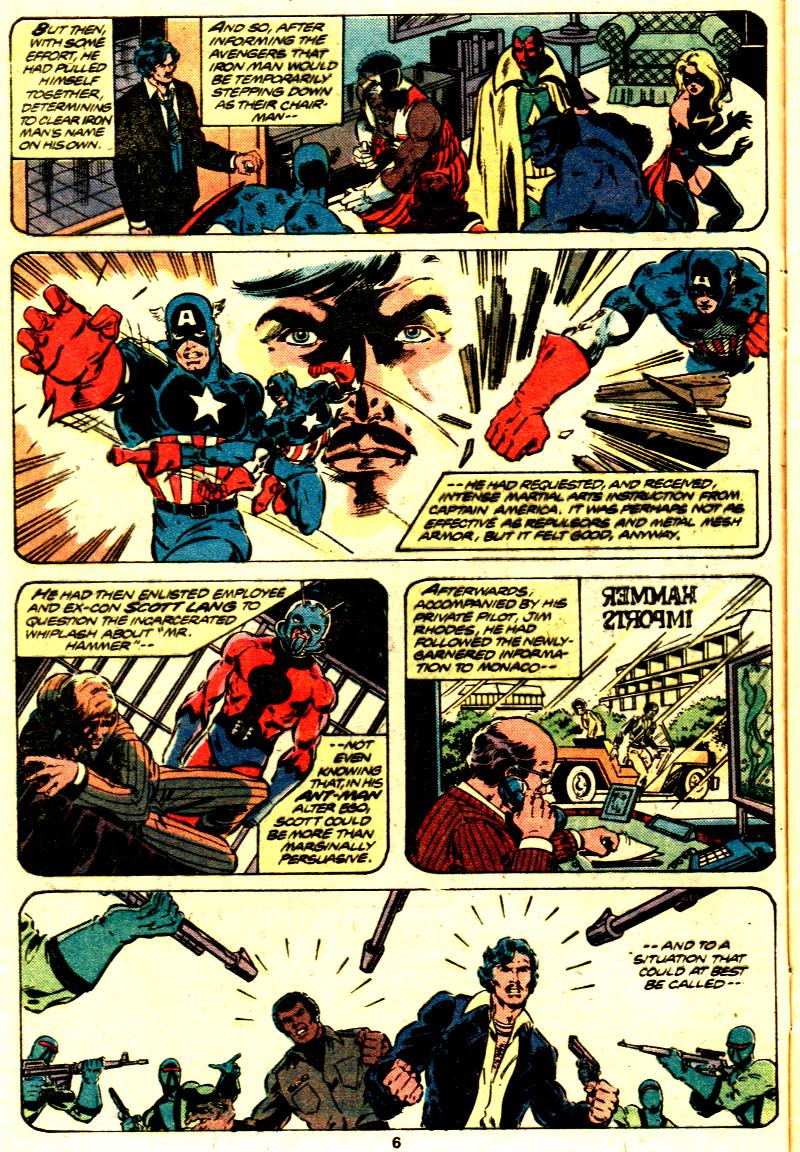 BUT THEN,
WITH SOME
EFFORT, HE
HAD PULLED
HIMSELF
TOGETHER,
DETERMINING
TO CLEAR IRON
MAN'S NAME
ON HIS OWN.
AND SO, AFTER
INFORMING THE
AVENGERS THAT
IRON MAN WOULD
BE TEMPORARILY
STEPPING DOWN
AS THEIR CHAIR-
MAN--
A
A
--HE HAD REQUESTED, AND RECEIVED,
INTENSE MARTIAL ARTS INSTRUCTION FROM
CAPTAIN AMERICA. IT WAS PERHAPS NOT AS
EFFECTIVE AS REPULSORS AND METAL MESH
ARMOR, BUT IT FELT GOOD, ANYWAY.
HE HAD THEN ENLISTED EMPLOYEE
AND EX-CON SCOTT LANG TO
QUESTION THE INCARCERATED
WHIPLASH ABOUT "MR.
HAMMER"--
--NOT
EVEN
KNOWING
THAT, IN HIS
ANT-MAN
ALTER EGO,
SCOTT COULD
BE MORE THAN
MARGINALLY
PERSUASIVE.
AFTERWARDS,
ACCOMPANIED BY HIS
PRIVATE PILOT, JIM
RHODES, HE HAD
FOLLOWED THE NEWLY-
GARNERED INFORMA-
TION TO MONACO--
HAMMER
IMPORTS
--AND TO A
SITUATION THAT
COULD AT BEST
BE CALLED--
6